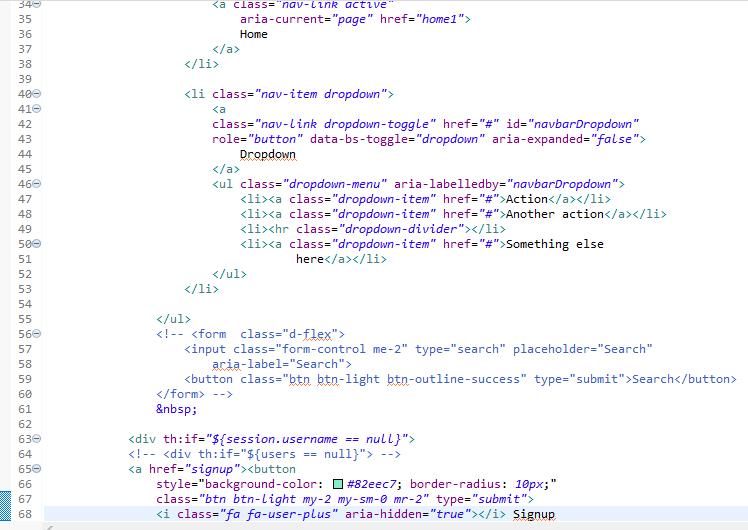 34 <a class="nav-link active"
35 aria-current="page" href="home1">
36 Home
37 </a>
38 </li>
39
40 <li class="nav-item dropdown">
41 <a
42 class="nav-link dropdown-toggle" href="#" id="navbarDropdown"
43 role="button" data-bs-toggle="dropdown" aria-expanded="false">
44 Dropdown
45 </a>
46 <ul class="dropdown-menu" aria-labelledby="navbarDropdown">
47 <li><a class="dropdown-item" href="#">Action</a></li>
48 <li><a class="dropdown-item" href="#">Another action</a></li>
49 <li><hr class="dropdown-divider"></li>
50 <li><a class="dropdown-item" href="#">Something else
51 here</a></li>
52 </ul>
53 </li>
54
55 </ul>
56 <!-- <form  class="d-flex">
57 <input class="form-control me-2" type="search" placeholder="Search"
58 aria-label="Search">
59 <button class="btn btn-light btn-outline-success" type="submit">Search</button>
60 </form> -->
61 &nbsp;
62
63 <div th:if="${session.username == null}">
64 <!-- <div th:if="${users == null}"> -->
65 <a href="signup"><button
66 style="background-color: #82eec7; border-radius: 10px;"
67 class="btn btn-light my-2 my-sm-0 mr-2" type="submit">
68 <i class="fa fa-user-plus" aria-hidden="true"></i> Signup